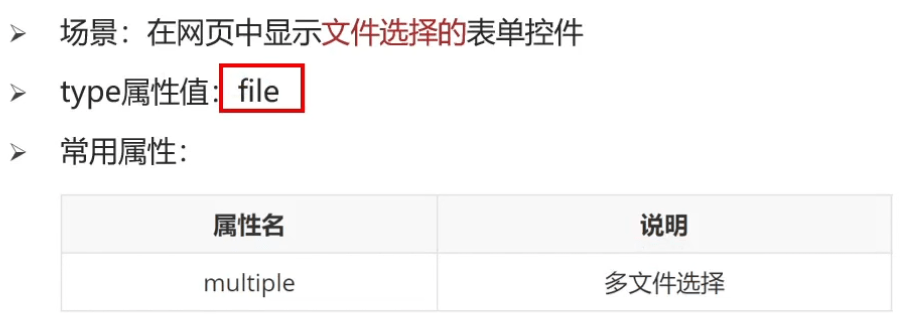 场景：在网页中显示文件选择的表单控件
type属性值：file
常用属性：
属性名 说明
multiple 多文件选择